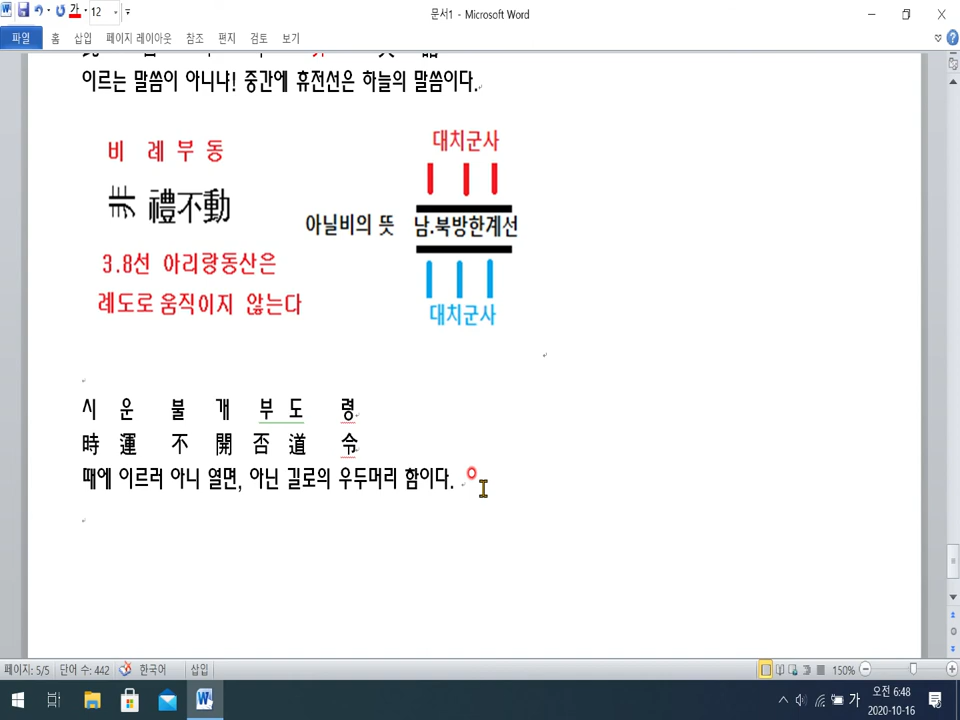 문서1 - Microsoft Word
가 12
파일 홈 삽입 페이지 레이아웃 참조 편지 검토 보기
이르는 말씀이 아니냐! 중간에 휴전선은 하늘의 말씀이다.
비 례 부 동
非 禮不動
3.8선 아리랑동산은
례도로 움직이지 않는다
아닐비의 뜻
대치군사
남.북방한계선
대치군사
시 운 불 개 부 도 령
時 運 不 開 否 道 令
때에 이르러 아니 열면, 아닌 길로의 우두머리 함이다.
페이지: 5/5 단어 수: 442 한국어 삽입 150%
가 오전 6:48
2020-10-16